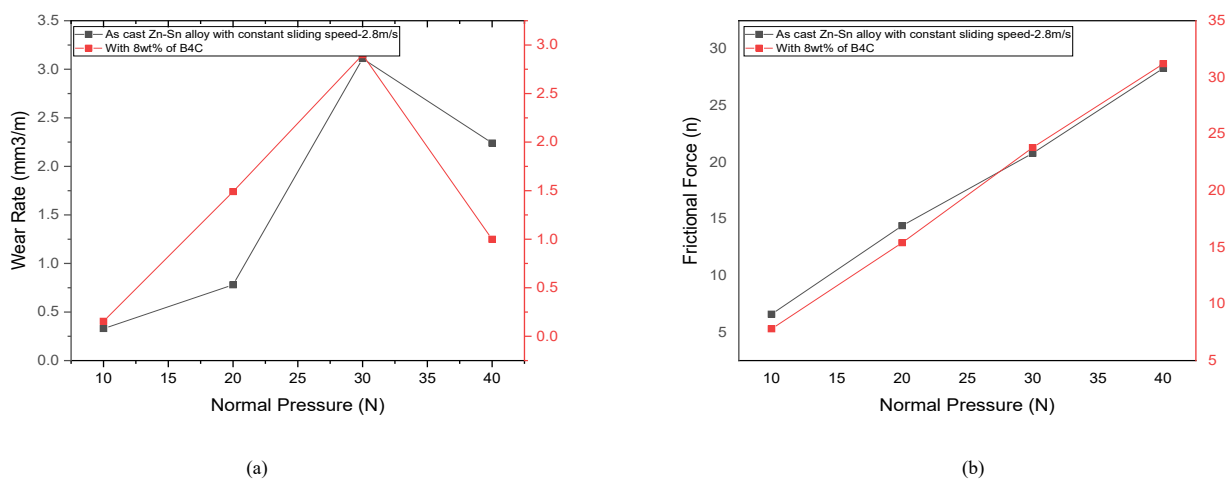 As cast Zn-Sn alloy with constant sliding speed-2.8m/s
With 8wt% of B4C
Wear Rate (mm3/m)
3.5
3.0
2.5
2.0
1.5
1.0
0.5
0.0
3.0
2.5
2.0
1.5
1.0
0.5
0.0
10 15 20 25 30 35 40
Normal Pressure (N)
(a)
As cast Zn-Sn alloy with constant sliding speed-2.8m/s
With 8wt% of B4C
Frictional Force (n)
30
25
20
15
10
5
35
30
25
20
15
10
5
10 15 20 25 30 35 40
Normal Pressure (N)
(b)